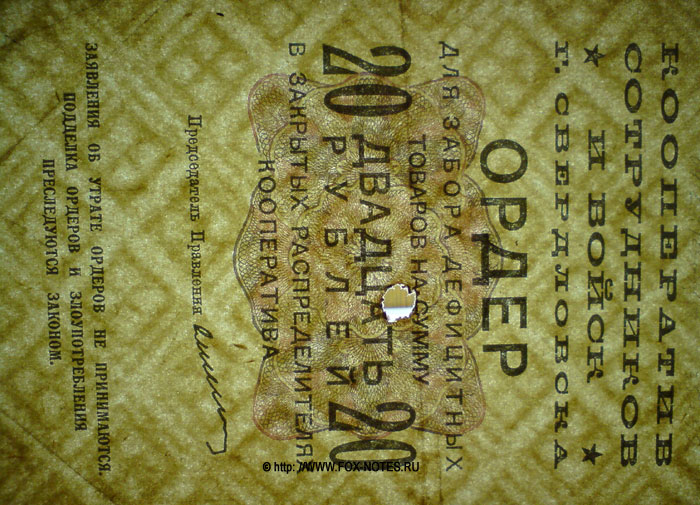 КООПЕРАТИВ
СОТРУДНИКОВ
★ И ВОЙСК ★
Г. СВЕРДЛОВСКА
ОРДЕР
ДЛЯ ЗАБОРА ДЕФИЦИТНЫХ
ТОВАРОВ НА СУММУ
20 ДВАДЦАТЬ 20
РУБЛЕЙ
В ЗАКРЫТЫХ РАСПРЕДЕЛИТЕЛЯХ
КООПЕРАТИВА
Председатель Правления
ЗАЯВЛЕНИЯ ОБ УТРАТЕ ОРДЕРОВ НЕ ПРИНИМАЮТСЯ.
ПОДДЕЛКА ОРДЕРОВ И ЗЛОУПОТРЕБЛЕНИЯ
ПРЕСЛЕДУЮТСЯ ЗАКОНОМ.
© http: //WWW.FOX-NOTES.RU